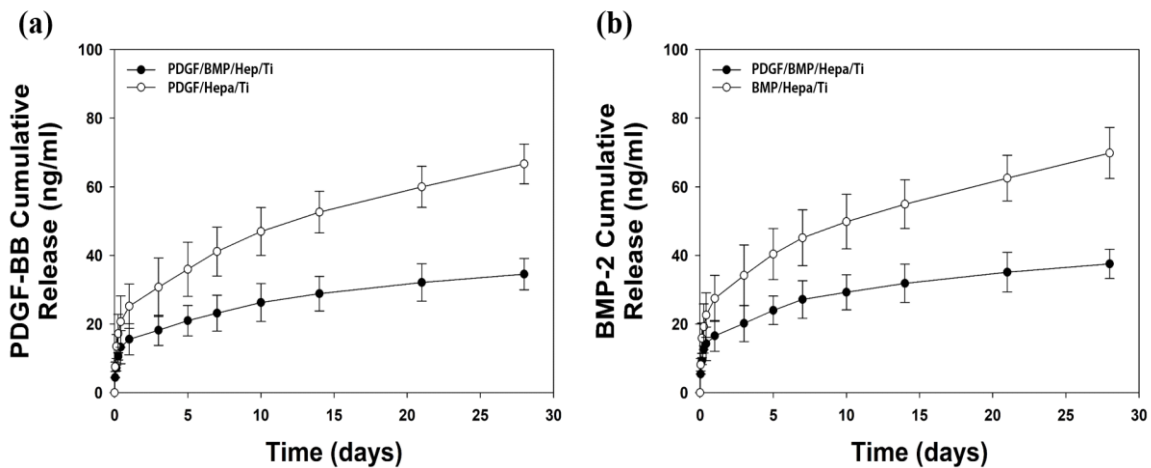 (a)
PDGF-BB Cumulative
Release (ng/ml)
100
80
60
40
20
0
PDGF/BMP/Hep/Ti
PDGF/Hepa/Ti
0 5 10 15 20 25 30
Time (days)
(b)
BMP-2 Cumulative
Release (ng/ml)
100
80
60
40
20
0
PDGF/BMP/Hepa/Ti
BMP/Hepa/Ti
0 5 10 15 20 25 30
Time (days)